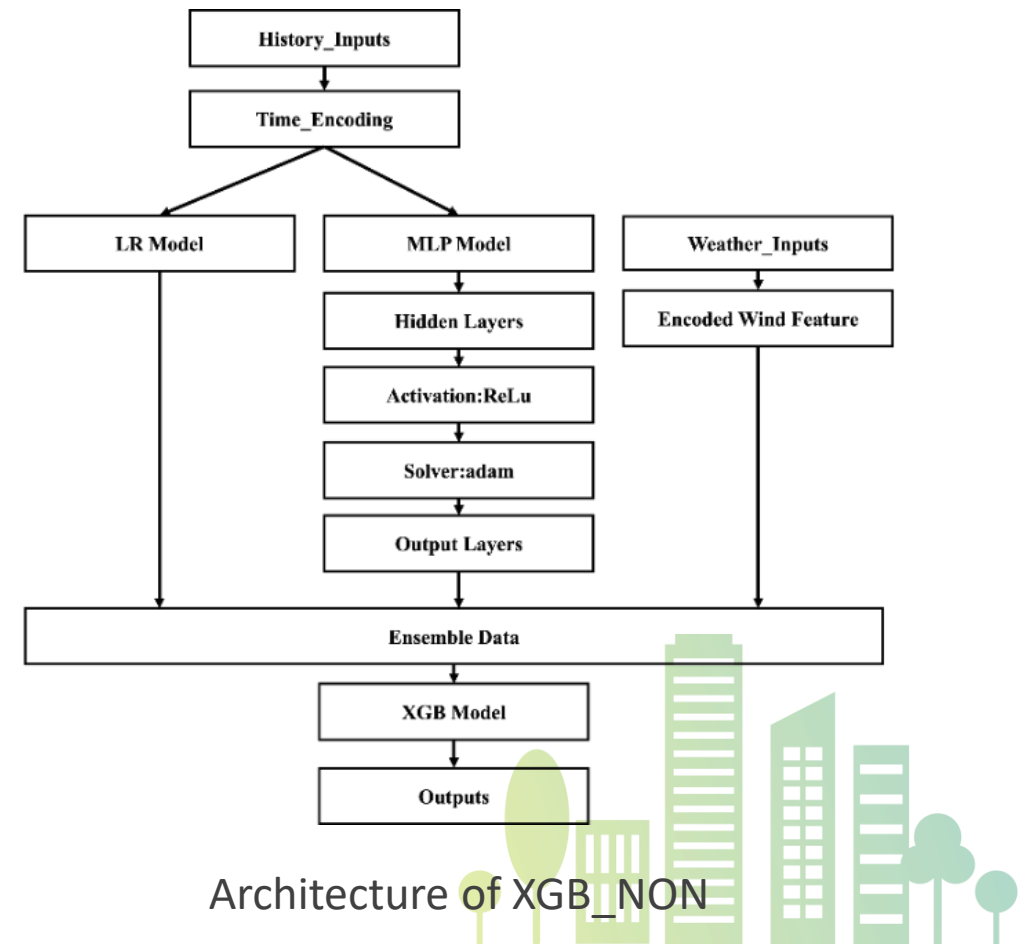 History_Inputs
Time_Encoding
LR Model
MLP Model
Weather_Inputs
Hidden Layers
Encoded Wind Feature
Activation:ReLu
Solver:adam
Output Layers
Ensemble Data
XGB Model
Outputs
Architecture of XGB_NON